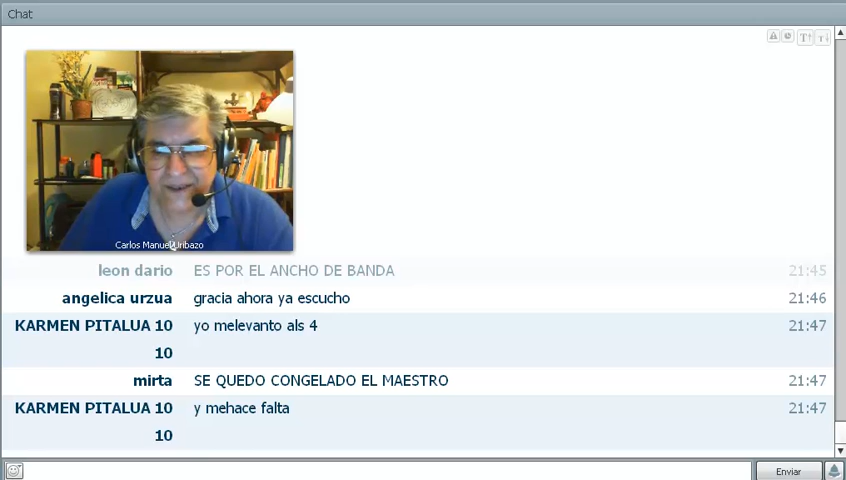 Chat
Carlos Manuel Uribazo
leon dario ES POR EL ANCHO DE BANDA 21:45
angelica urzua gracia ahora ya escucho 21:46
KARMEN PITALUA 10 yo melevanto als 4 21:47
10
mirta SE QUEDO CONGELADO EL MAESTRO 21:47
KARMEN PITALUA 10 y mehace falta 21:47
10
Enviar